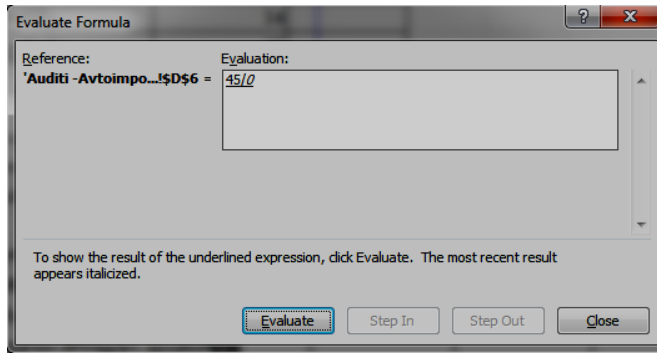 Evaluate Formula
Reference:
Evaluation:
'Auditi -Avtoimpo...!$D$6 =
45/0
To show the result of the underlined expression, click Evaluate. The most recent result
appears italicized.
Evaluate
Step In
Step Out
Close